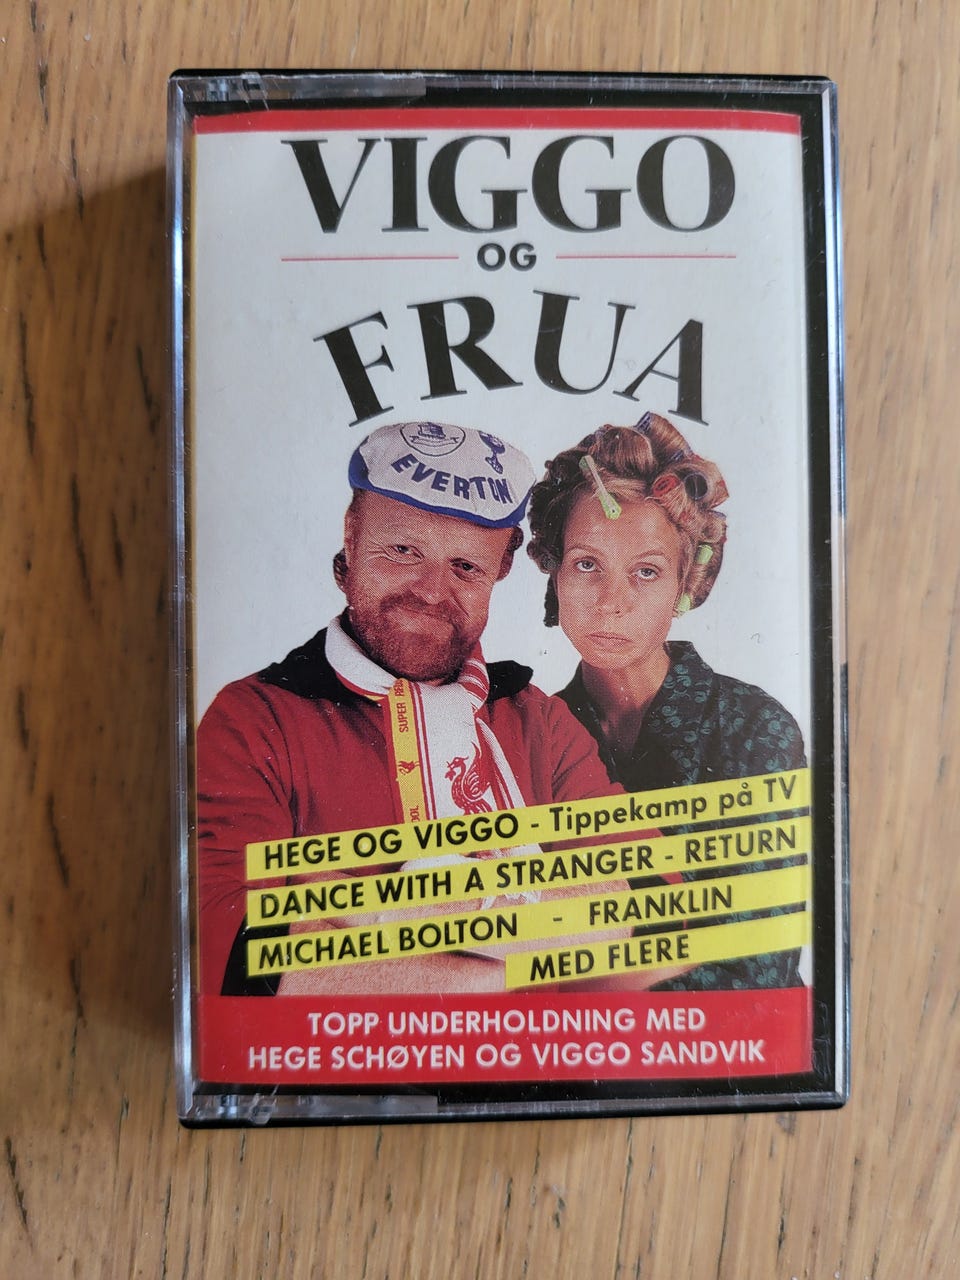 VIGGO
OG
FRUA
EVERTON
SUPER
HEGE OG VIGGO - Tippekamp på TV
DANCE WITH A STRANGER - RETURN
MICHAEL BOLTON - FRANKLIN
MED FLERE
TOPP UNDERHOLDNING MED
HEGE SCHØYEN OG VIGGO SANDVIK